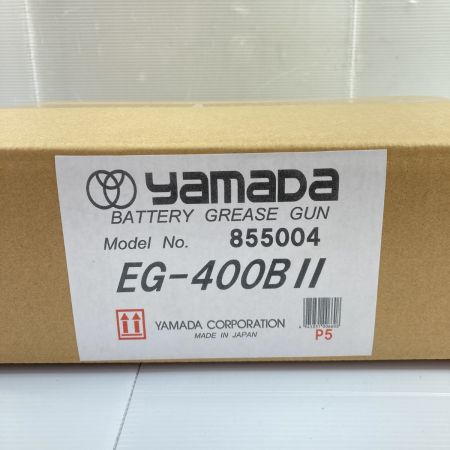 yamada
BATTERY GREASE GUN
Model No. 855004
EG-400BII
YAMADA CORPORATION
MADE IN JAPAN
P5